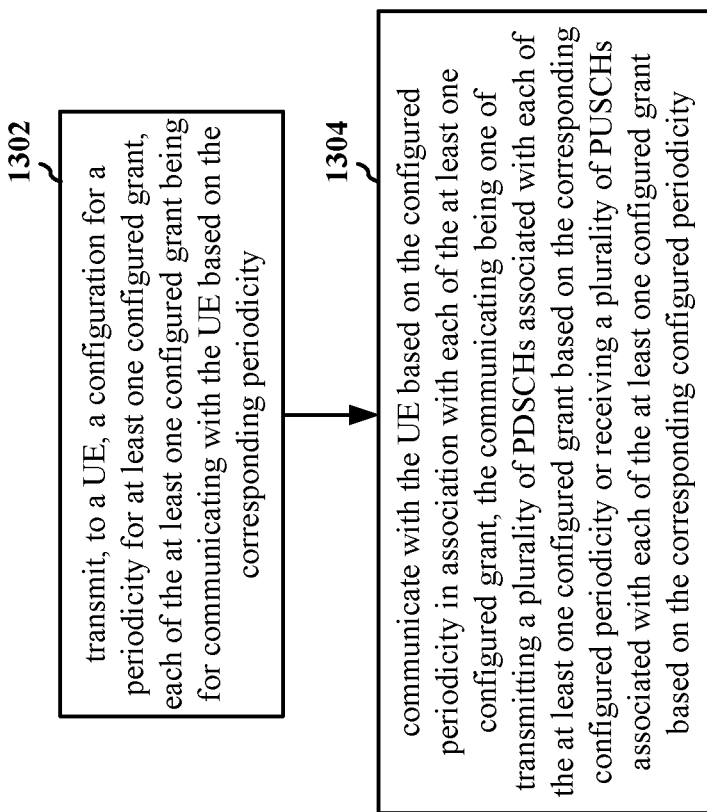 1302
transmit, to a UE, a configuration for a
periodicity for at least one configured grant,
each of the at least one configured grant being
for communicating with the UE based on the
corresponding periodicity
1304
communicate with the UE based on the configured
periodicity in association with each of the at least one
configured grant, the communicating being one of
transmitting a plurality of PDSCHs associated with each of
the at least one configured grant based on the corresponding
configured periodicity or receiving a plurality of PUSCHs
associated with each of the at least one configured grant
based on the corresponding configured periodicity